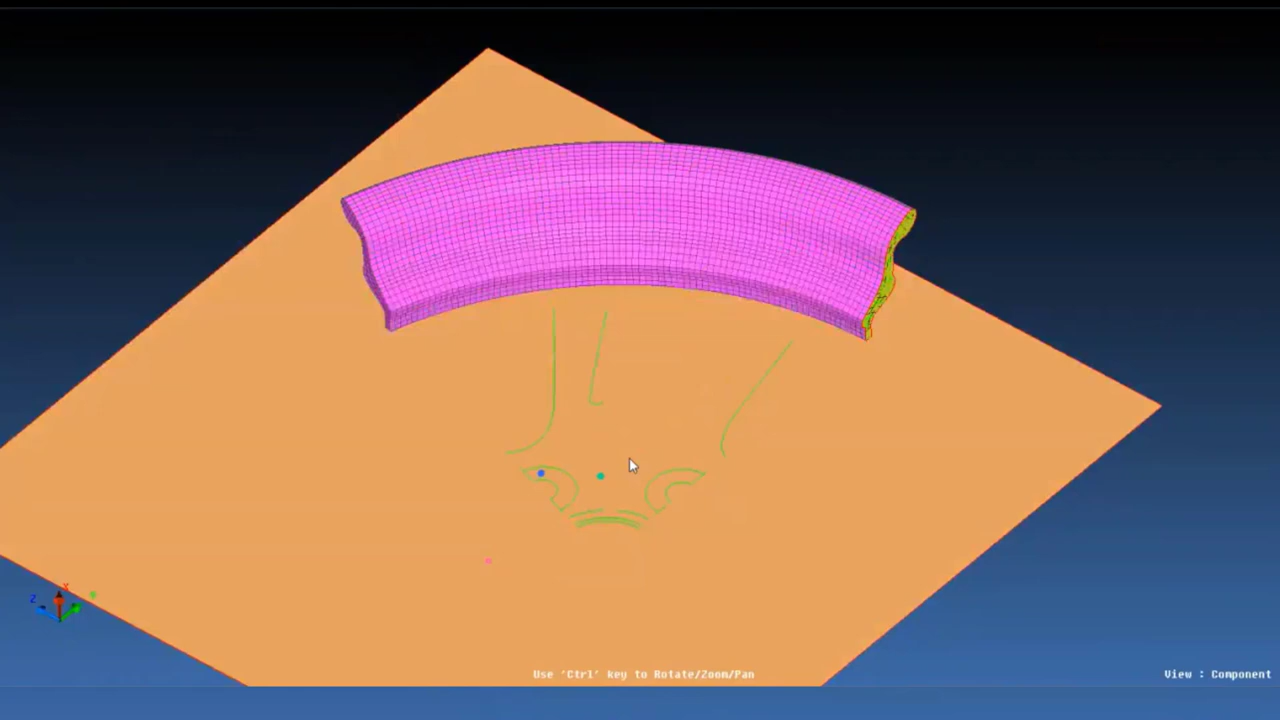 X
Z
Use 'Ctrl' key to Rotate/Zoom/Pan
View : Component